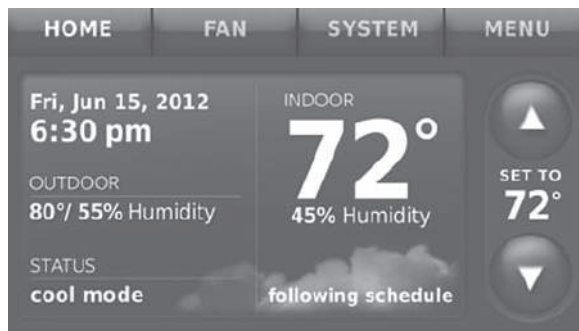 HOME FAN SYSTEM MENU
Fri, Jun 15, 2012
6:30 pm
OUTDOOR
80°/ 55% Humidity
STATUS
cool mode
INDOOR
72°
45% Humidity
following schedule
SET TO
72°